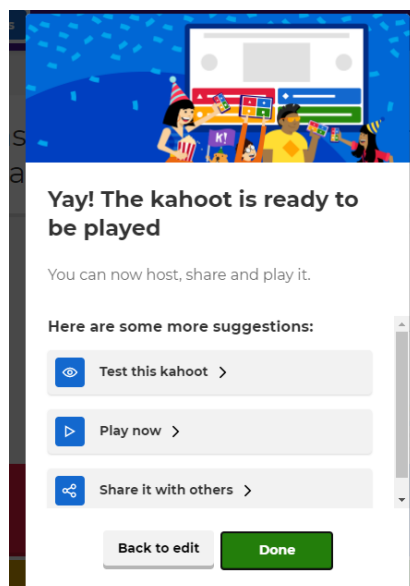 s
K!
s
a
Yay! The kahoot is ready to
be played
You can now host, share and play it.
Here are some more suggestions:
Test this kahoot
Play now
Share it with others
Back to edit
Done